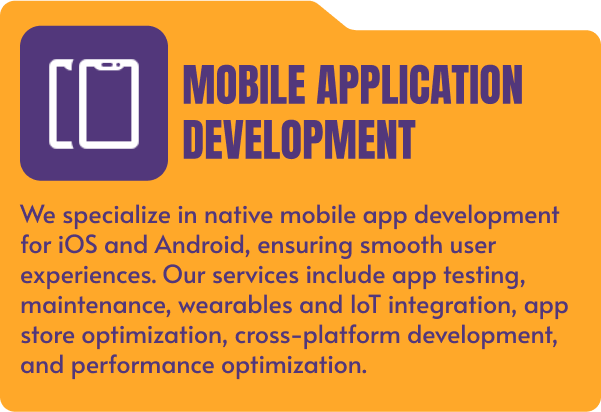 MOBILE APPLICATION
DEVELOPMENT
We specialize in native mobile app development
for iOS and Android, ensuring smooth user
experiences. Our services include app testing,
maintenance, wearables and IoT integration, app
store optimization, cross-platform development,
and performance optimization.